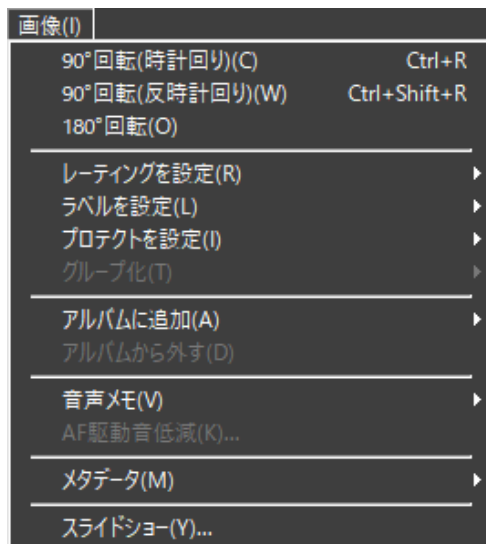 画像(I)
90°回転(時計回り)(C) Ctrl+R
90°回転(反時計回り)(W) Ctrl+Shift+R
180°回転(O)
レーティングを設定(R)
ラベルを設定(L)
プロテクトを設定(I)
グループ化(T)
アルバムに追加(A)
アルバムから外す(D)
音声メモ(V)
AF駆動音低減(K)...
メタデータ(M)
スライドショー(Y)...